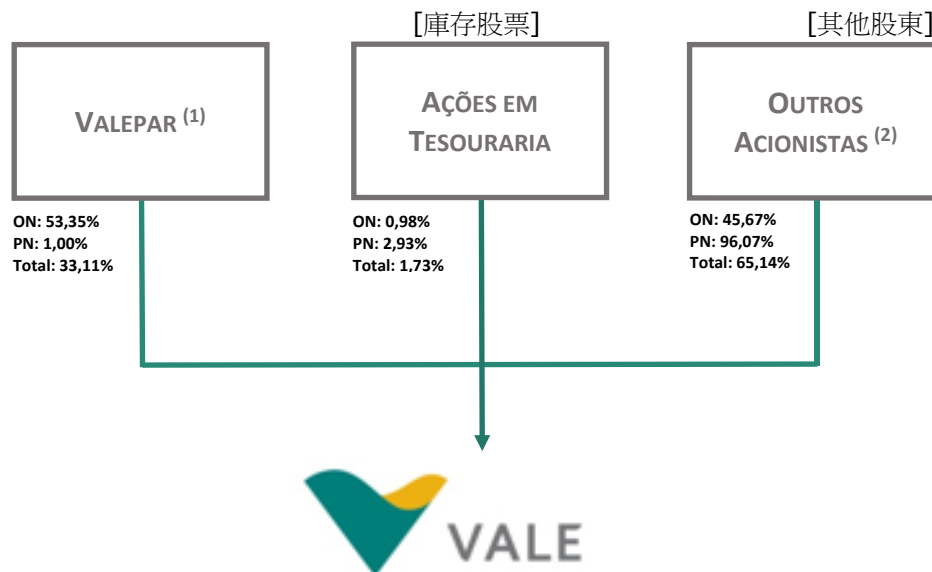 [庫存股票]
[其他股東]
VALEPAR (1)
AÇÕES EM
TESOURARIA
OUTROS
ACIONISTAS (2)
ON: 53,35%
PN: 1,00%
Total: 33,11%
ON: 0,98%
PN: 2,93%
Total: 1,73%
ON: 45,67%
PN: 96,07%
Total: 65,14%
VALE